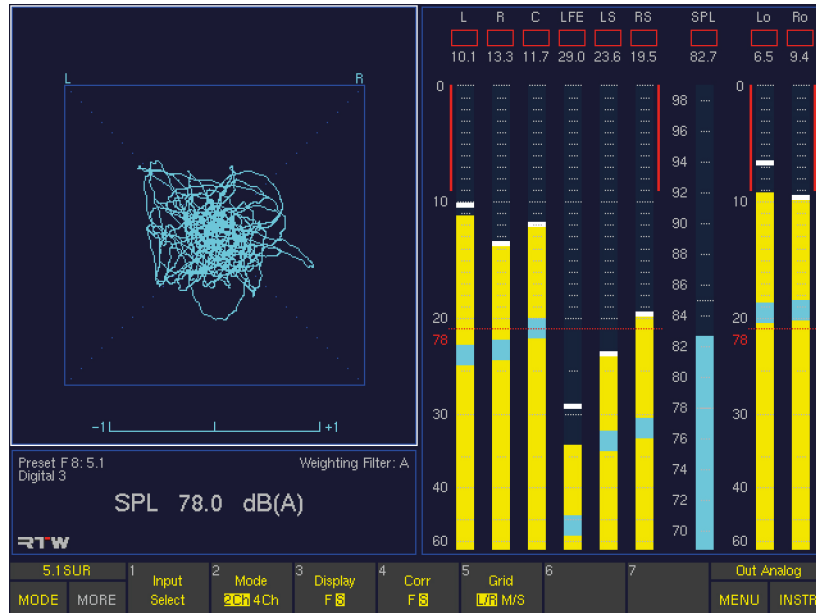 L R C LFE LS RS SPL Lo Ro
10.1 13.3 11.7 29.0 23.6 19.5 82.7 6.5 9.4
L R
0 0
98
96
94
92
10 10
90
88
86
20 84 20
78 82 78
80
30 78 30
76
74
40 40
72
70
60 60
-1 +1
Preset F 8: 5.1 Weighting Filter: A
Digital 3
SPL 78.0 dB(A)
RTW
5.1SUR 1 2 3 4 5 6 7 Out Analog
Input Mode Display Corr Grid
MODE MORE Select 2Ch 4Ch F S F S L/R M/S MENU INSTR